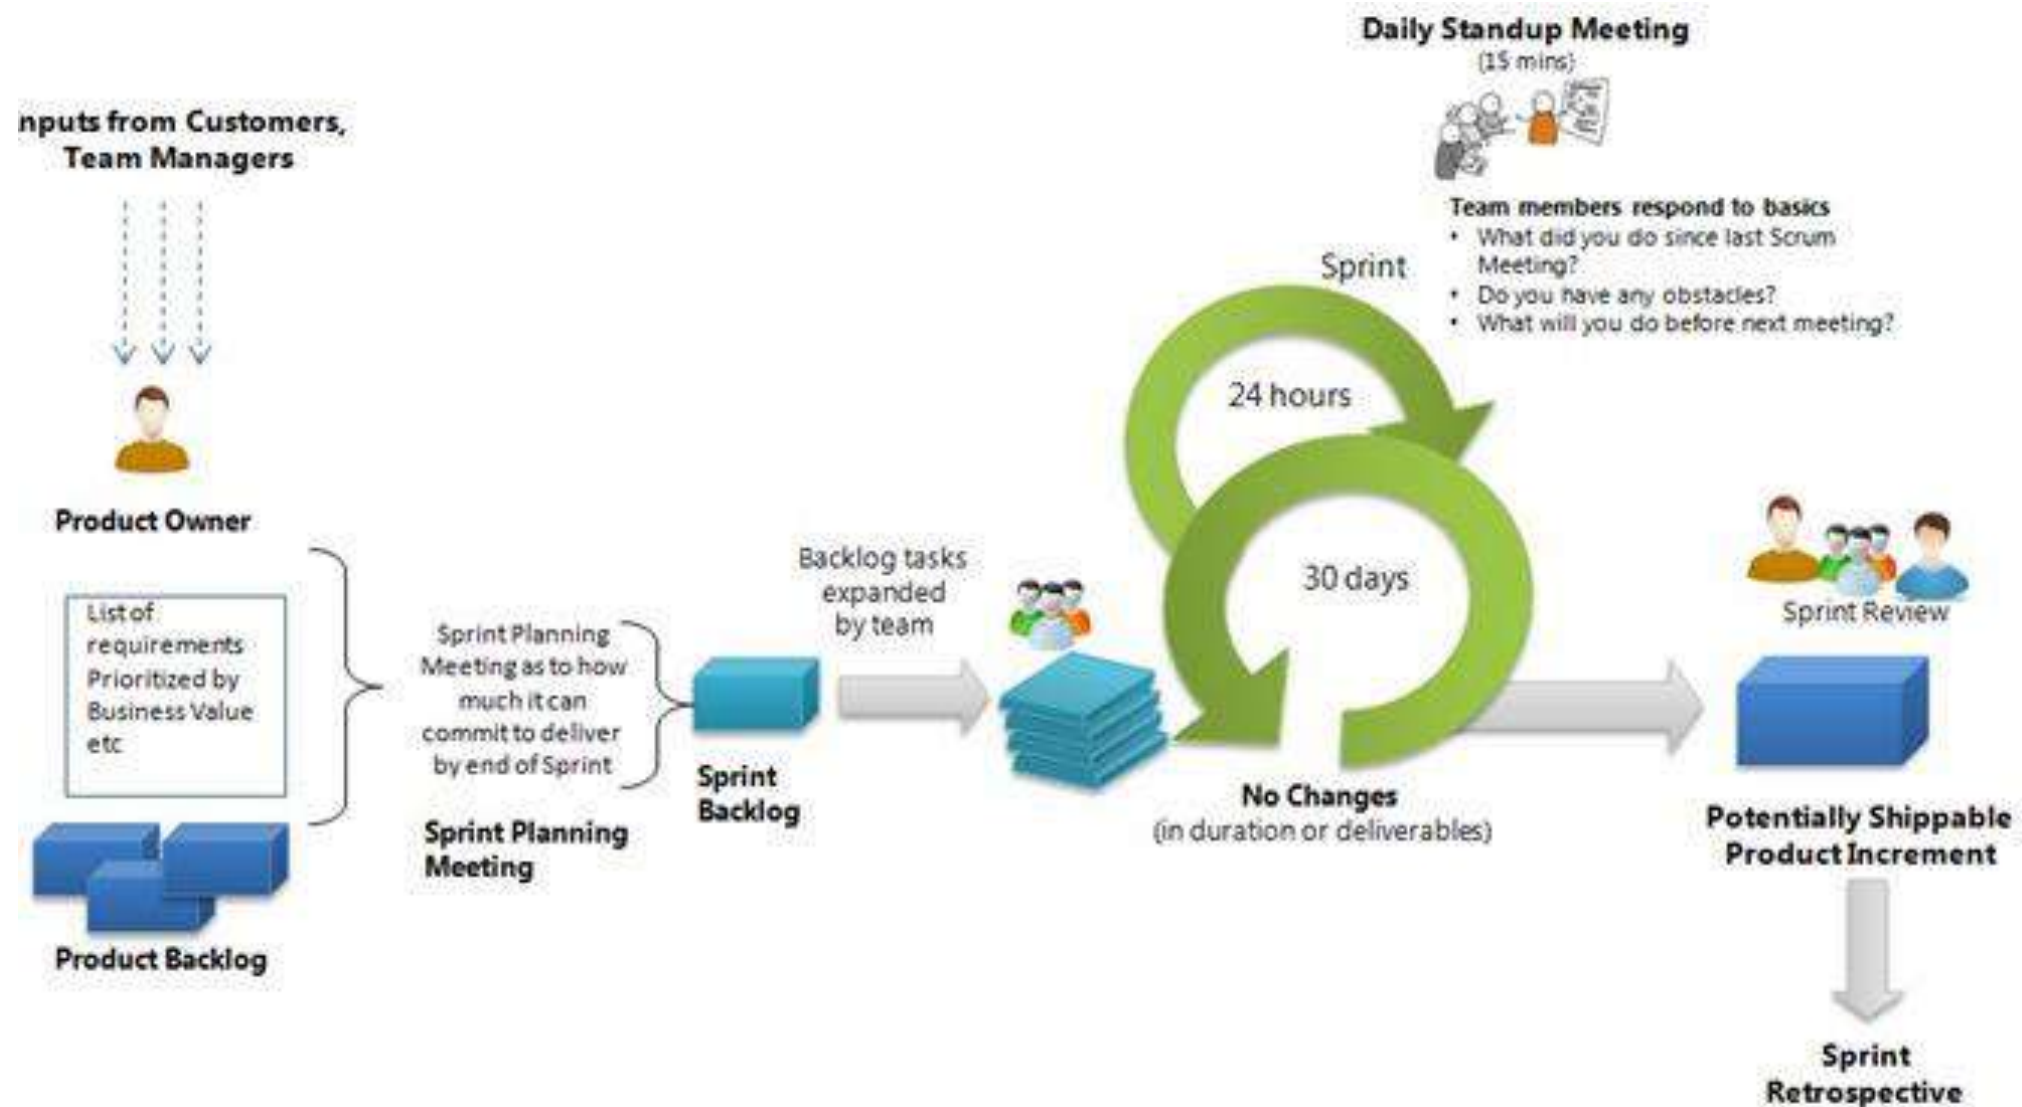 nputs from Customers,
Team Managers
Product Owner
List of
requirements
Prioritized by
Business Value
etc
Product Backlog
Sprint Planning
Meeting as to how
much it can
commit to deliver
by end of Sprint
Sprint Planning
Meeting
Sprint
Backlog
Backlog tasks
expanded
by team
Daily Standup Meeting
(15 mins)
Team members respond to basics
• What did you do since last Scrum
Meeting?
• Do you have any obstacles?
• What will you do before next meeting?
Sprint
24 hours
30 days
No Changes
(in duration or deliverables)
Sprint Review
Potentially Shippable
Product Increment
Sprint
Retrospective